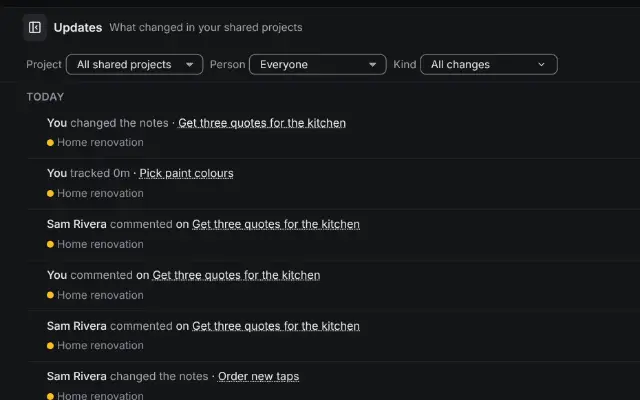 Updates What changed in your shared projects
Project All shared projects Person Everyone Kind All changes
TODAY
You changed the notes · Get three quotes for the kitchen
Home renovation
You tracked 0m · Pick paint colours
Home renovation
Sam Rivera commented on Get three quotes for the kitchen
Home renovation
You commented on Get three quotes for the kitchen
Home renovation
Sam Rivera commented on Get three quotes for the kitchen
Home renovation
Sam Rivera changed the notes · Order new taps
Home renovation